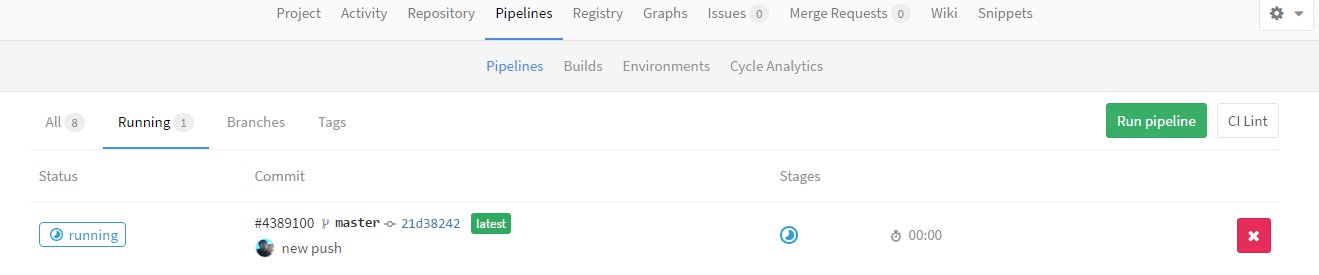 Project Activity Repository Pipelines Registry Graphs Issues 0 Merge Requests 0 Wiki Snippets
Pipelines Builds Environments Cycle Analytics
All 8 Running 1 Branches Tags Run pipeline CI Lint
Status Commit Stages
#4389100 master 21d38242 latest
running 00:00
new push